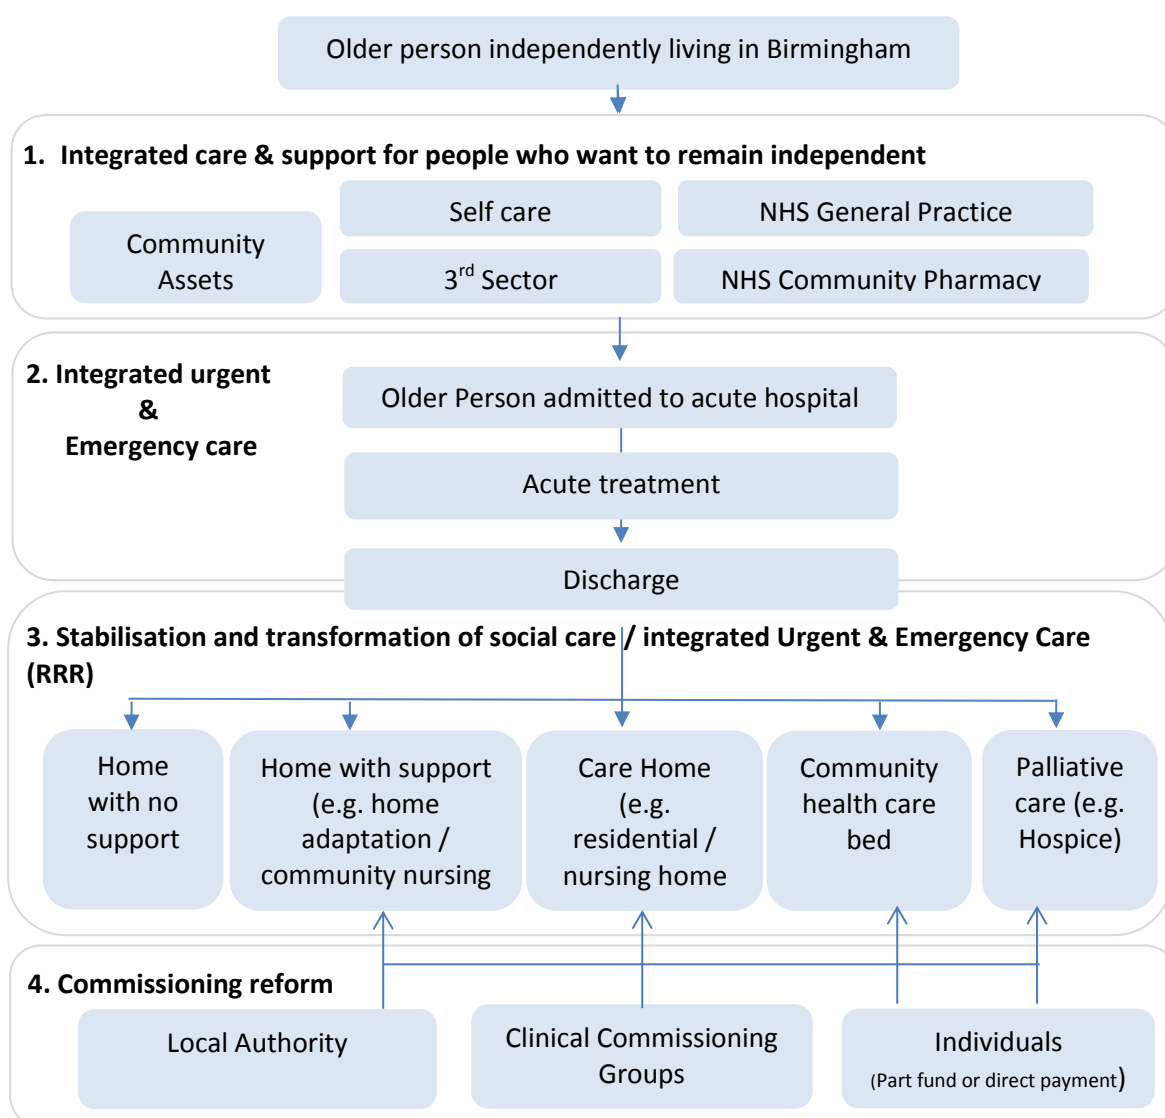 Older person independently living in Birmingham
1. Integrated care & support for people who want to remain independent
Community
Assets
Self care
NHS General Practice
3rd Sector
NHS Community Pharmacy
2. Integrated urgent
&
Emergency care
Older Person admitted to acute hospital
Acute treatment
Discharge
3. Stabilisation and transformation of social care / integrated Urgent & Emergency Care
(RRR)
Home
with no
support
Home with support
(e.g. home
adaptation /
community nursing
Care Home
(e.g.
residential /
nursing home
Community
health care
bed
Palliative
care (e.g.
Hospice)
4. Commissioning reform
Local Authority
Clinical Commissioning
Groups
Individuals
(Part fund or direct payment)